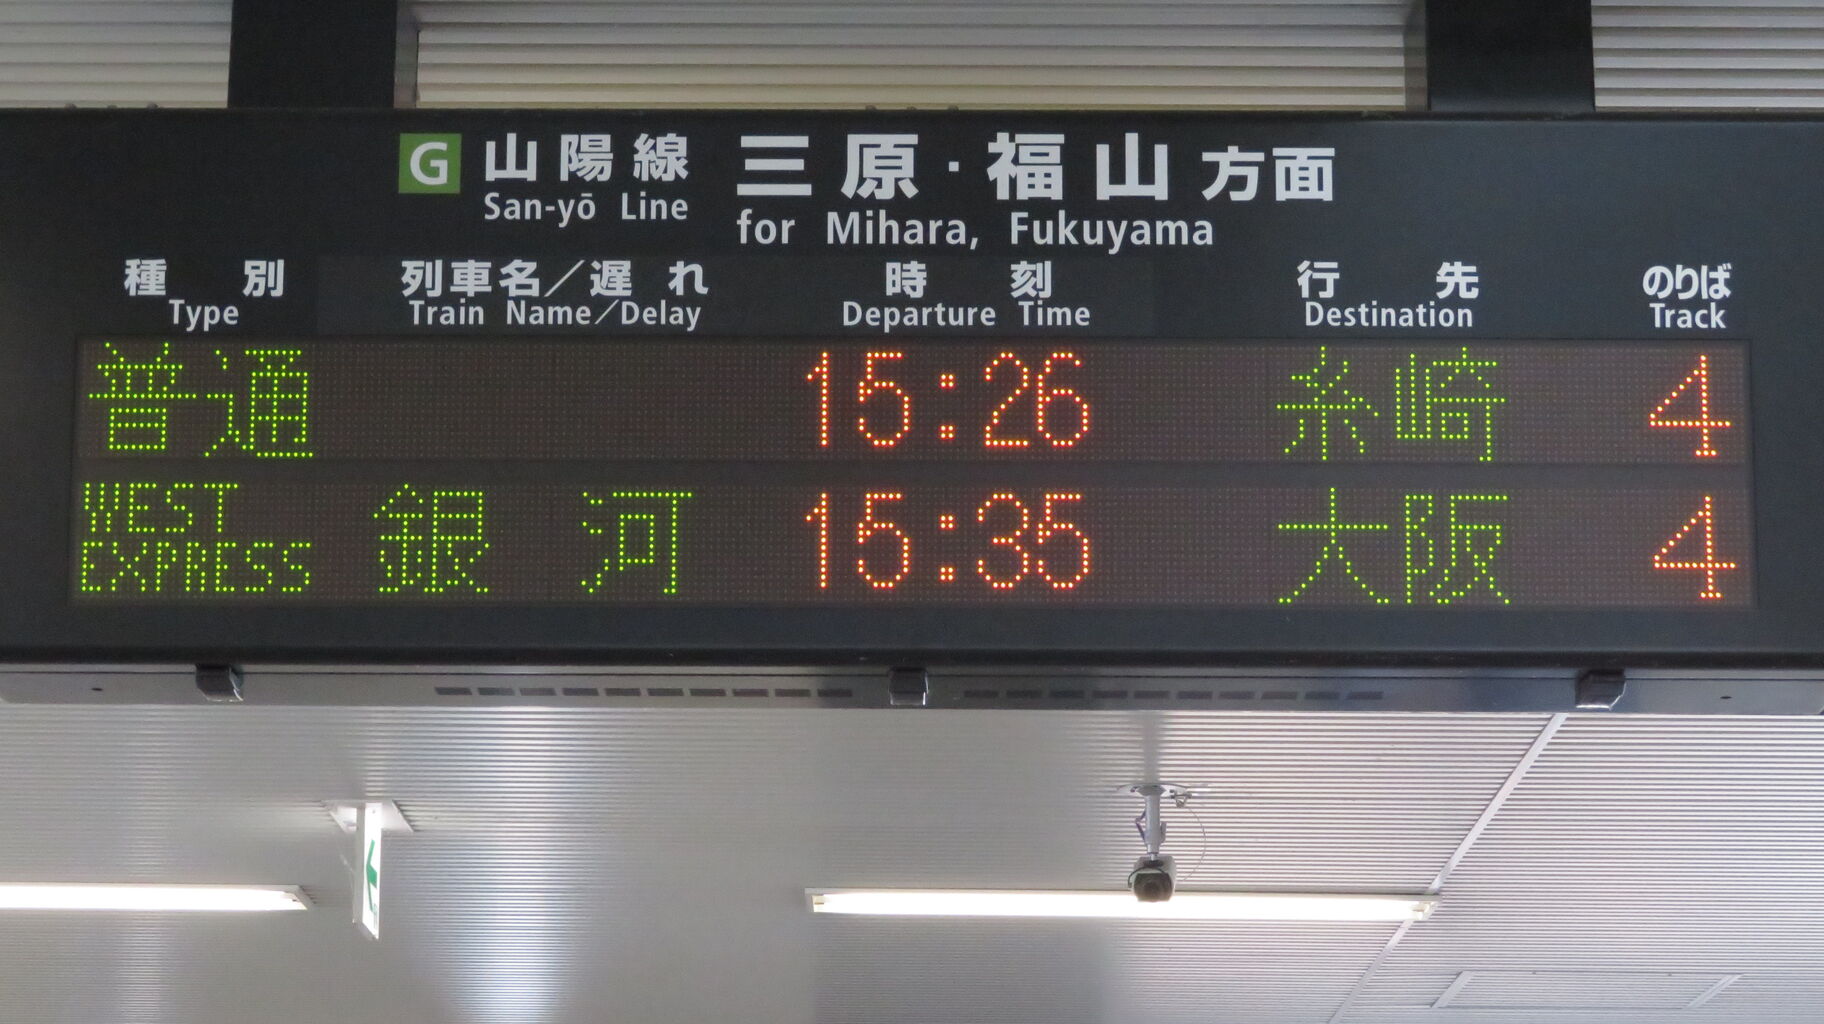 G 山陽線 三原・福山方面
San-yō Line for Mihara, Fukuyama
種別 列車名／遅れ 時刻 行先 のりば
Type Train Name／Delay Departure Time Destination Track
普通 15:26 糸崎 4
WEST EXPRESS 銀河 15:35 大阪 4